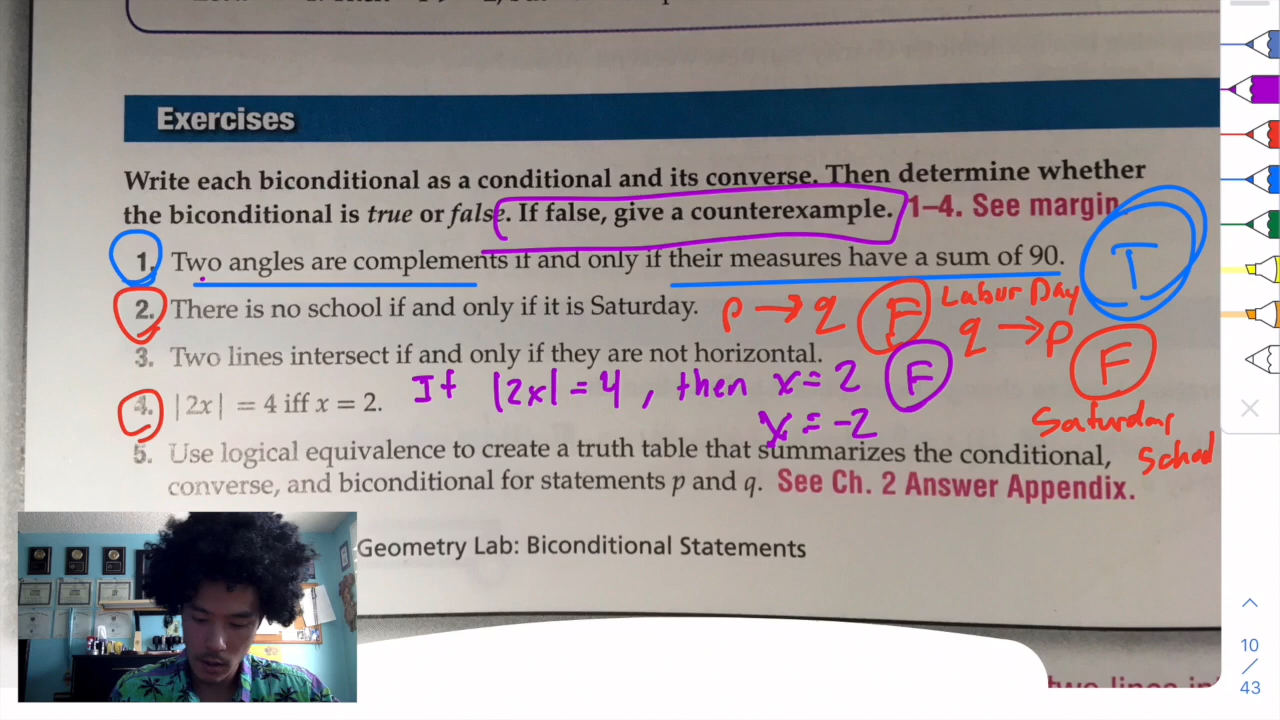 Exercises
Write each biconditional as a conditional and its converse. Then determine whether
the biconditional is true or false. If false, give a counterexample. 1–4. See margin.
1. Two angles are complements if and only if their measures have a sum of 90. T
2. There is no school if and only if it is Saturday. p → q F Labor Day
q → p F
3. Two lines intersect if and only if they are not horizontal.
If |2x| = 4, then x = 2 F
4. |2x| = 4 iff x = 2.
x = -2
Saturday
School
5. Use logical equivalence to create a truth table that summarizes the conditional,
converse, and biconditional for statements p and q. See Ch. 2 Answer Appendix.
Geometry Lab: Biconditional Statements
10
/
43